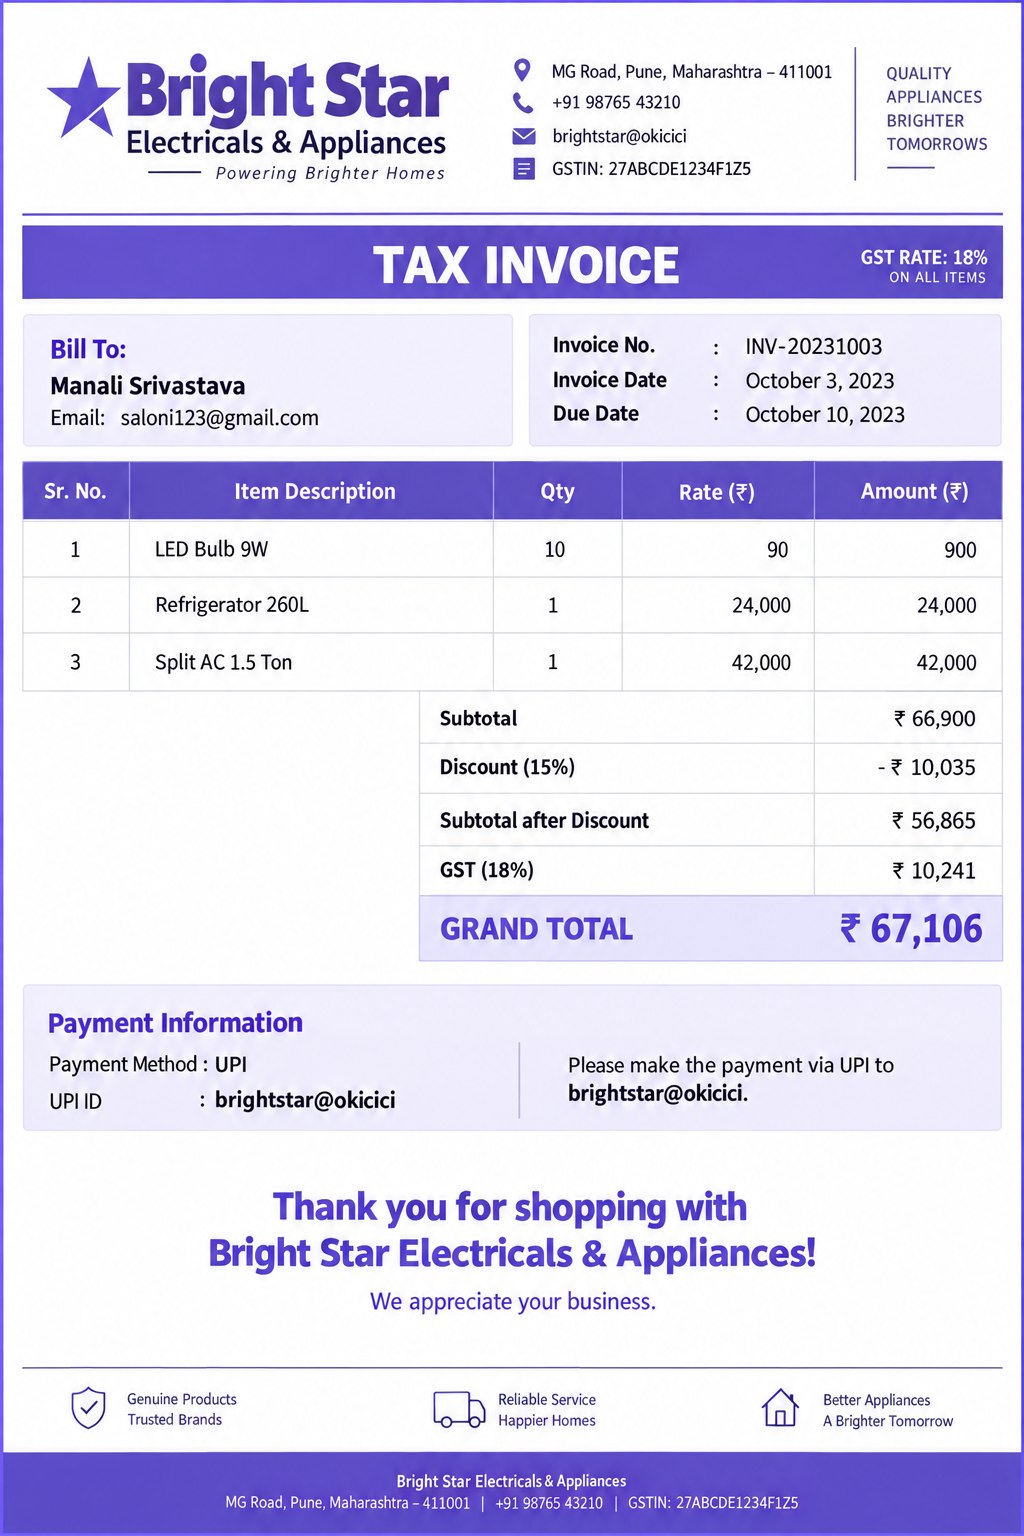 Bright Star
Electricals & Appliances
Powering Brighter Homes
MG Road, Pune, Maharashtra – 411001
+91 98765 43210
brightstar@okicici
GSTIN: 27ABCDE1234F1Z5
QUALITY
APPLIANCES
BRIGHTER
TOMORROWS
TAX INVOICE
GST RATE: 18%
ON ALL ITEMS
Bill To:
Manali Srivastava
Email: saloni123@gmail.com
Invoice No. : INV-20231003
Invoice Date : October 3, 2023
Due Date : October 10, 2023
Sr. No. Item Description Qty Rate (₹) Amount (₹)
1 LED Bulb 9W 10 90 900
2 Refrigerator 260L 1 24,000 24,000
3 Split AC 1.5 Ton 1 42,000 42,000
Subtotal ₹ 66,900
Discount (15%) - ₹ 10,035
Subtotal after Discount ₹ 56,865
GST (18%) ₹ 10,241
GRAND TOTAL ₹ 67,106
Payment Information
Payment Method : UPI
UPI ID : brightstar@okicici
Please make the payment via UPI to
brightstar@okicici.
Thank you for shopping with
Bright Star Electricals & Appliances!
We appreciate your business.
Genuine Products
Trusted Brands
Reliable Service
Happier Homes
Better Appliances
A Brighter Tomorrow
Bright Star Electricals & Appliances
MG Road, Pune, Maharashtra – 411001 | +91 98765 43210 | GSTIN: 27ABCDE1234F1Z5